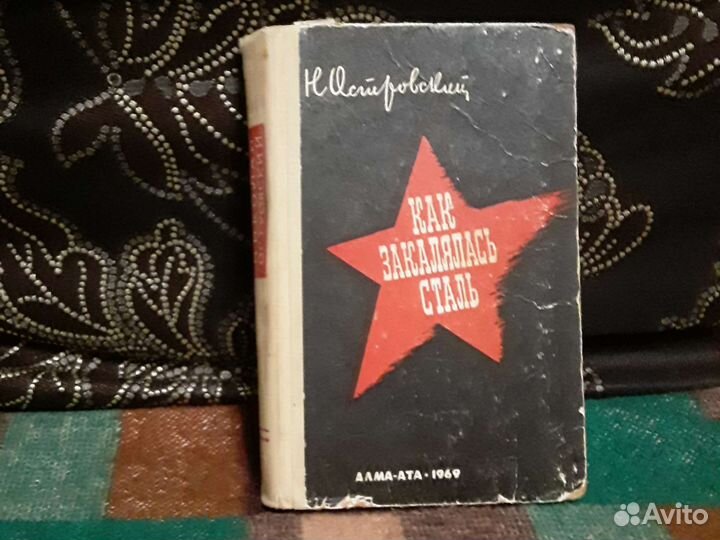 Н. Островский
КАК
ЗАКАЛЯЛАСЬ
СТАЛЬ
АЛМА-АТА • 1969
Avito